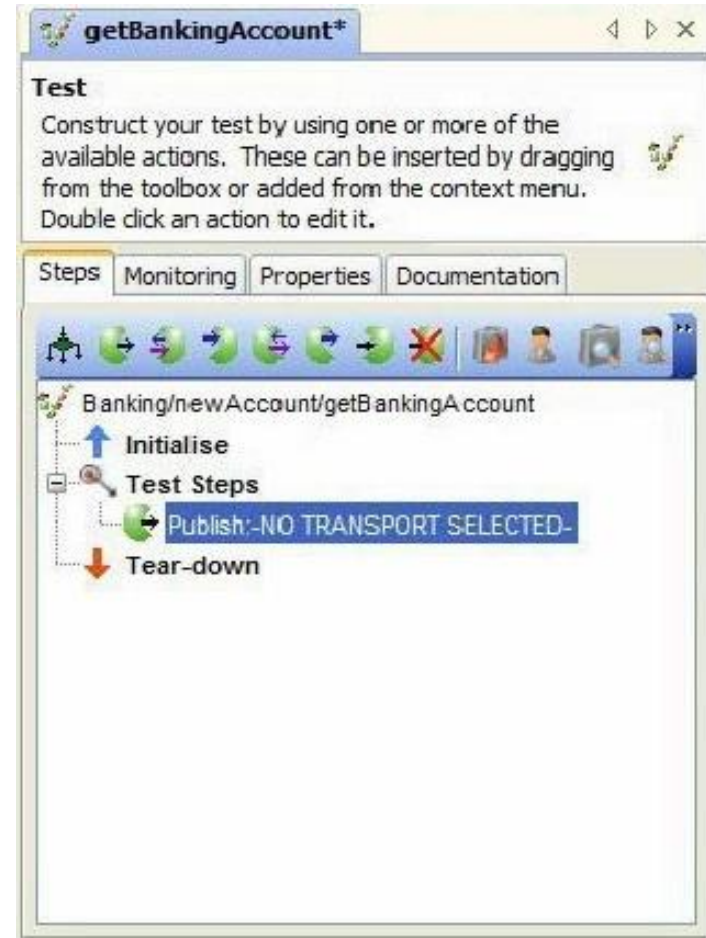 getBankingAccount*
Test
Construct your test by using one or more of the
available actions. These can be inserted by dragging
from the toolbox or added from the context menu.
Double click an action to edit it.
Steps Monitoring Properties Documentation
Banking/newAccount/getBankingAccount
Initialise
Test Steps
Publish:-NO TRANSPORT SELECTED-
Tear-down